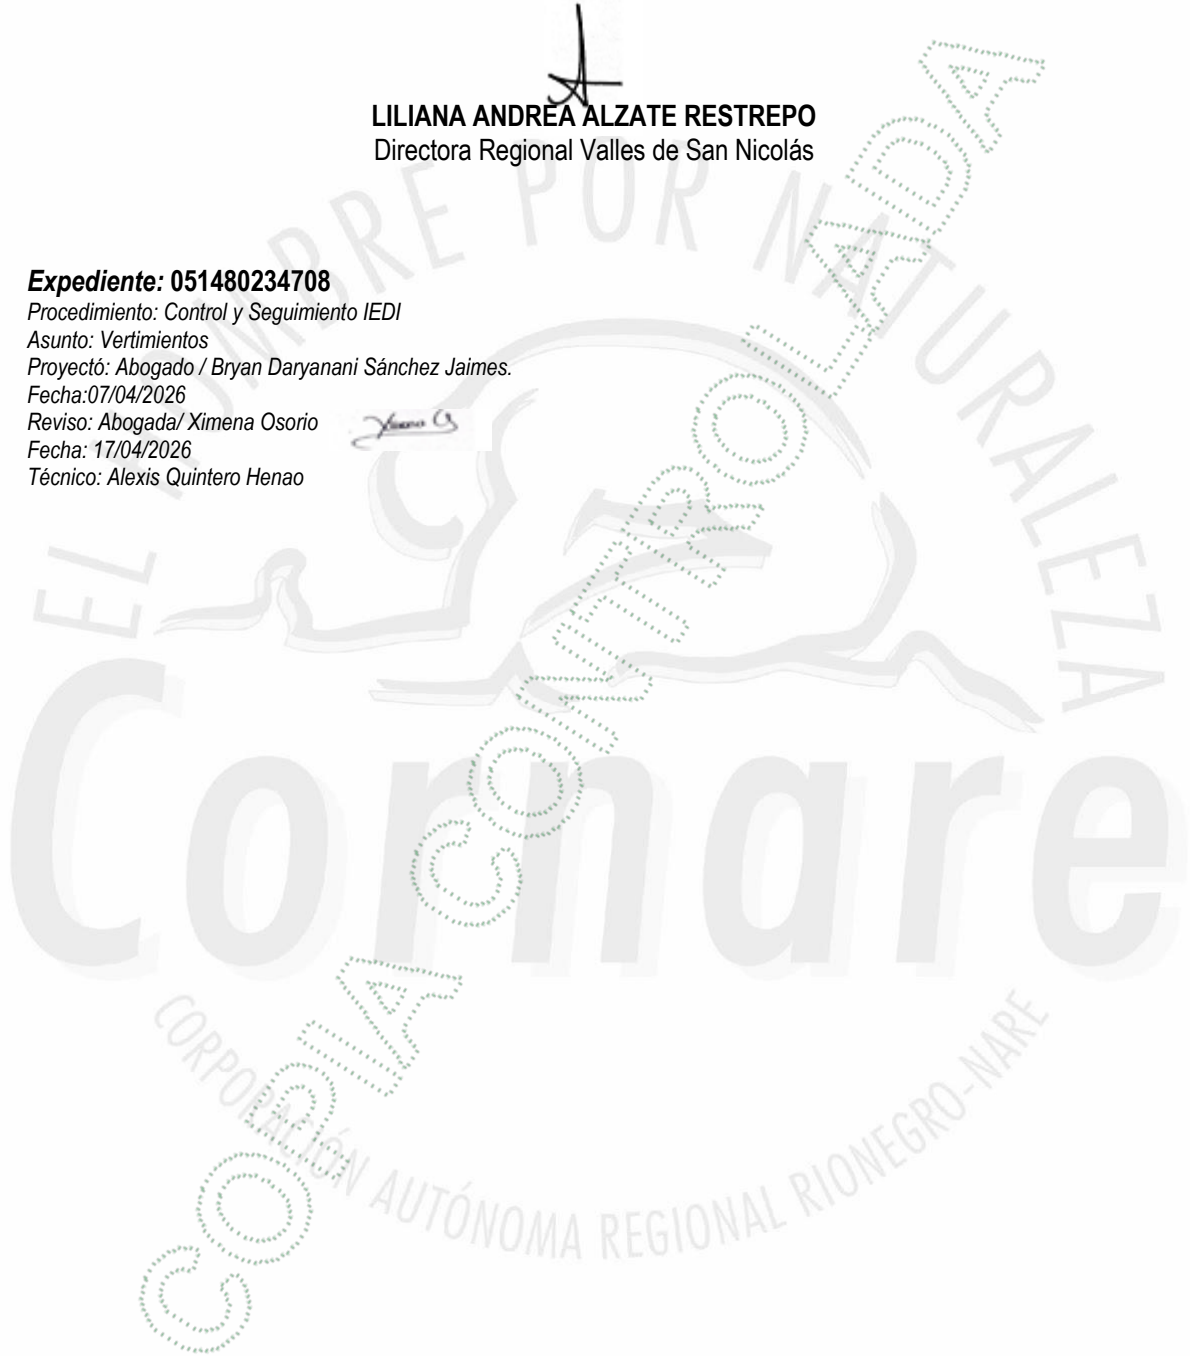 LILIANA ANDREA ALZATE RESTREPO
Directora Regional Valles de San Nicolás
Expediente: 051480234708
Procedimiento: Control y Seguimiento IEDI
Asunto: Vertimientos
Proyectó: Abogado / Bryan Daryanani Sánchez Jaimes.
Fecha:07/04/2026
Reviso: Abogada/ Ximena Osorio
Fecha: 17/04/2026
Técnico: Alexis Quintero Henao
EL HOMBRE POR NATURALEZA
Cornare
CORPORACIÓN AUTÓNOMA REGIONAL RIONEGRO-NARE
COPIA CONTROLADA